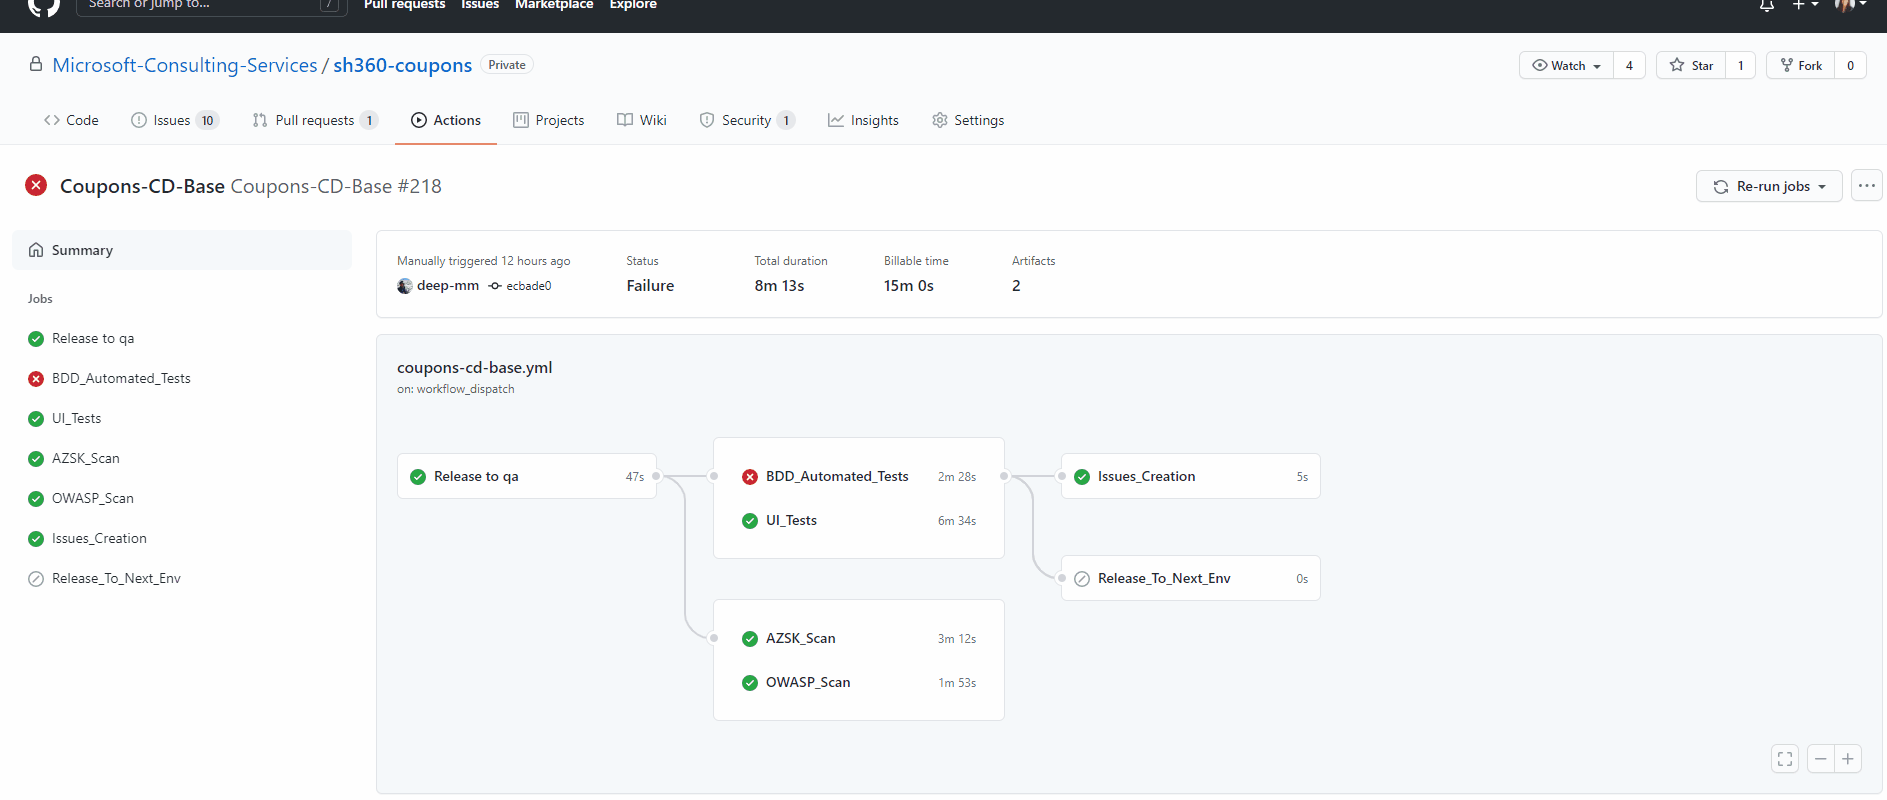 Search or jump to... /
Pull requests Issues Marketplace Explore
Microsoft-Consulting-Services / sh360-coupons Private
Watch 4 Star 1 Fork 0
Code Issues 10 Pull requests 1 Actions Projects Wiki Security 1 Insights Settings
Coupons-CD-Base Coupons-CD-Base #218
Re-run jobs ...
Summary
Jobs
Release to qa
BDD_Automated_Tests
UI_Tests
AZSK_Scan
OWASP_Scan
Issues_Creation
Release_To_Next_Env
Manually triggered 12 hours ago
deep-mm ecbade0
Status
Failure
Total duration
8m 13s
Billable time
15m 0s
Artifacts
2
coupons-cd-base.yml
on: workflow_dispatch
Release to qa 47s
BDD_Automated_Tests 2m 28s
UI_Tests 6m 34s
AZSK_Scan 3m 12s
OWASP_Scan 1m 53s
Issues_Creation 5s
Release_To_Next_Env 0s